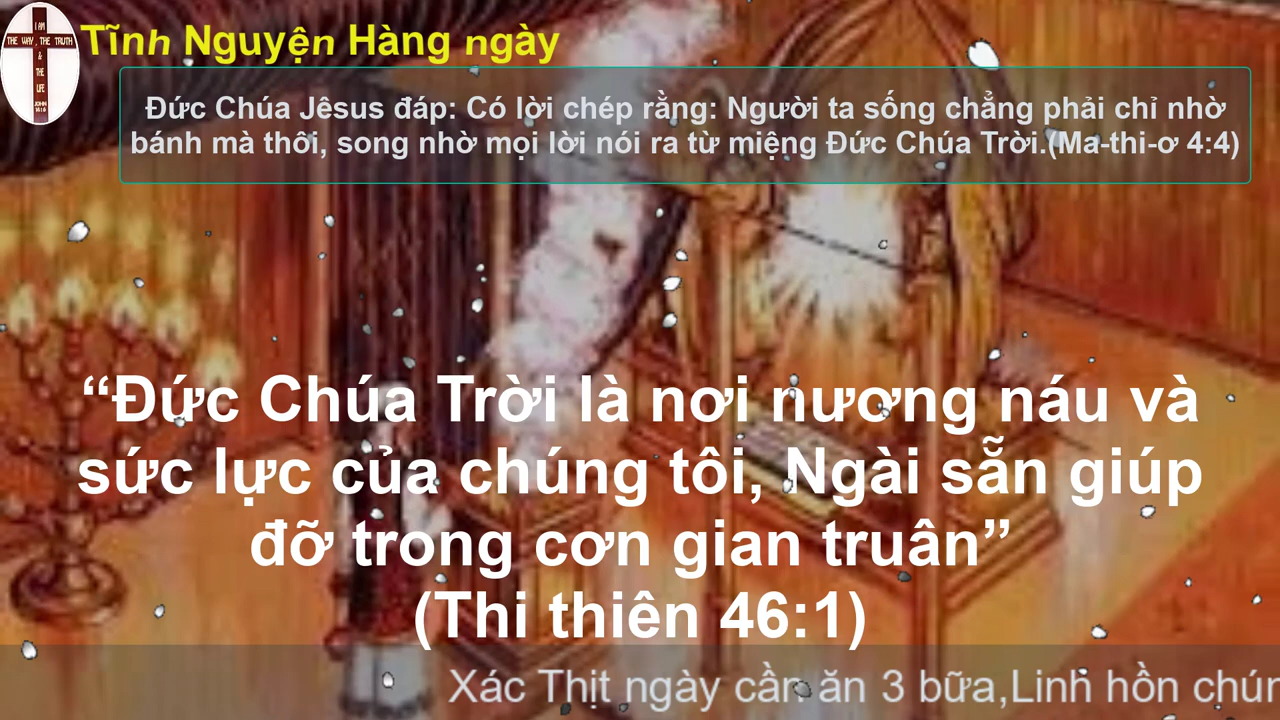 I AM
THE WAY, THE TRUTH
&
THE
LIFE
JOHN
Tĩnh Nguyện Hàng ngày
Đức Chúa Jêsus đáp: Có lời chép rằng: Người ta sống chẳng phải chỉ nhờ
bánh mà thôi, song nhờ mọi lời nói ra từ miệng Đức Chúa Trời.(Ma-thi-ơ 4:4)
“Đức Chúa Trời là nơi nương náu và
sức lực của chúng tôi, Ngài sẵn giúp
đỡ trong cơn gian truân”
(Thi thiên 46:1)
Xác Thịt ngày cần ăn 3 bữa,Linh hồn